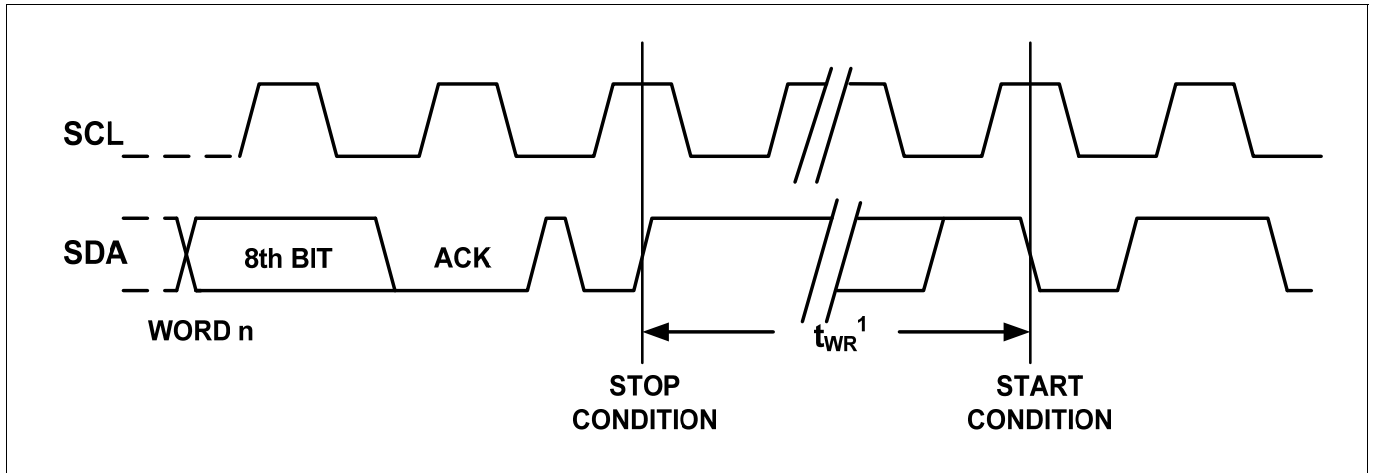 SCL
SDA
8th BIT
ACK
WORD n
tWR1
STOP
CONDITION
START
CONDITION